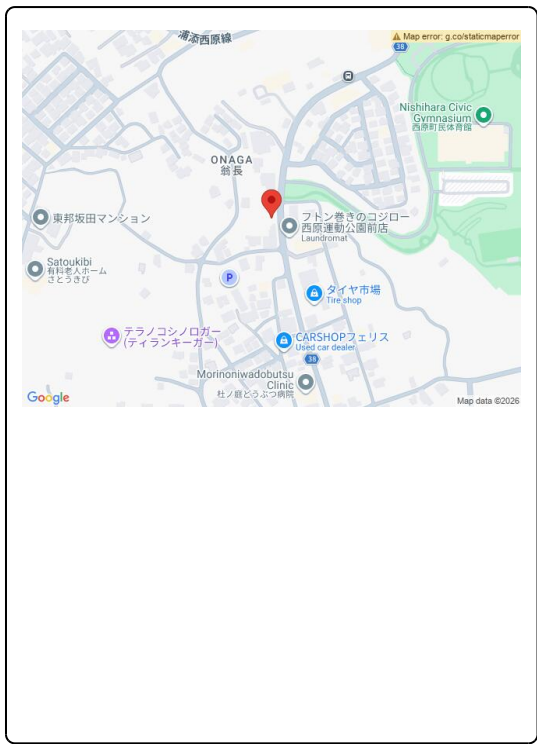 浦添西原線
Map error: g.co/staticmaperror
38
Nishihara Civic
Gymnasium
西原町民体育館
ONAGA
翁長
東邦坂田マンション
フトン巻きのコジロー
西原運動公園前店
Laundromat
Satoukibi
有料老人ホーム
さとうきび
P
タイヤ市場
Tire shop
テラノコシノロガー
(ティランキーガー)
CARSHOPフェリス
Used car dealer
38
Morinoniwadobutsu
Clinic
杜ノ庭どうぶつ病院
Google
Map data ©2026